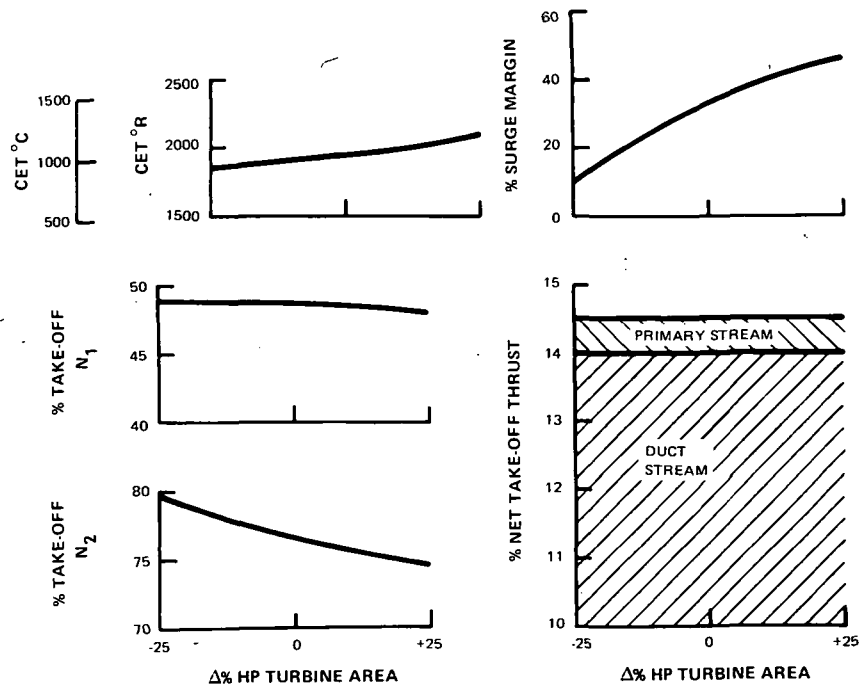 CET °C
1500
1000
500
CET °R
2500
2000
1500
% SURGE MARGIN
60
40
20
0
% TAKE-OFF
N1
50
45
40
% TAKE-OFF
N2
80
75
70
-25
0
+25
Δ% HP TURBINE AREA
% NET TAKE-OFF THRUST
15
14
13
12
11
10
PRIMARY STREAM
DUCT
STREAM
-25
0
+25
Δ% HP TURBINE AREA